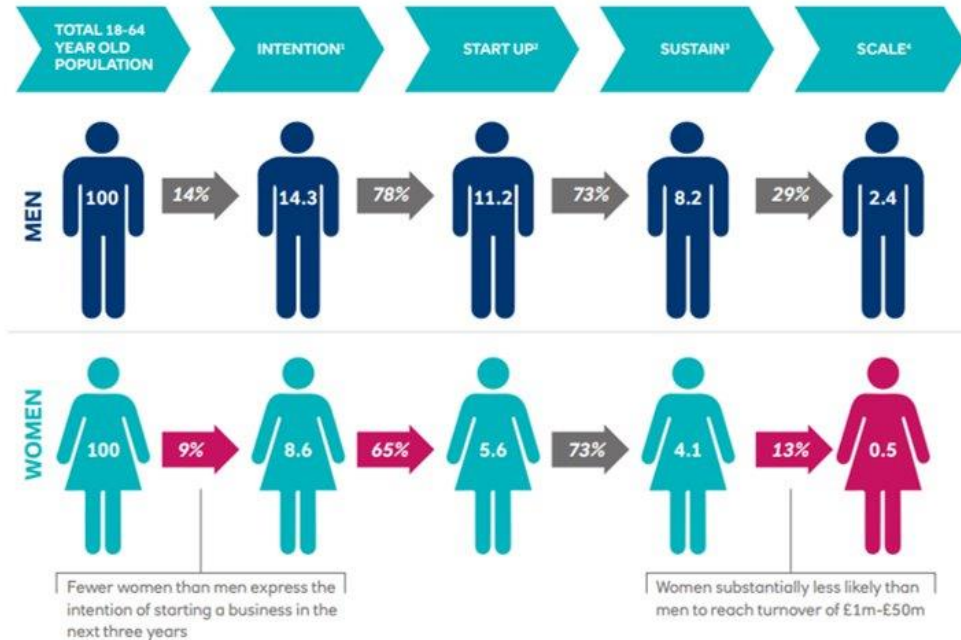 TOTAL 18-64
YEAR OLD
POPULATION
INTENTION¹
START UP²
SUSTAIN³
SCALE⁴
MEN
100
14%
14.3
78%
11.2
73%
8.2
29%
2.4
WOMEN
100
9%
8.6
65%
5.6
73%
4.1
13%
0.5
Fewer women than men express the
intention of starting a business in the
next three years
Women substantially less likely than
men to reach turnover of £1m-£50m